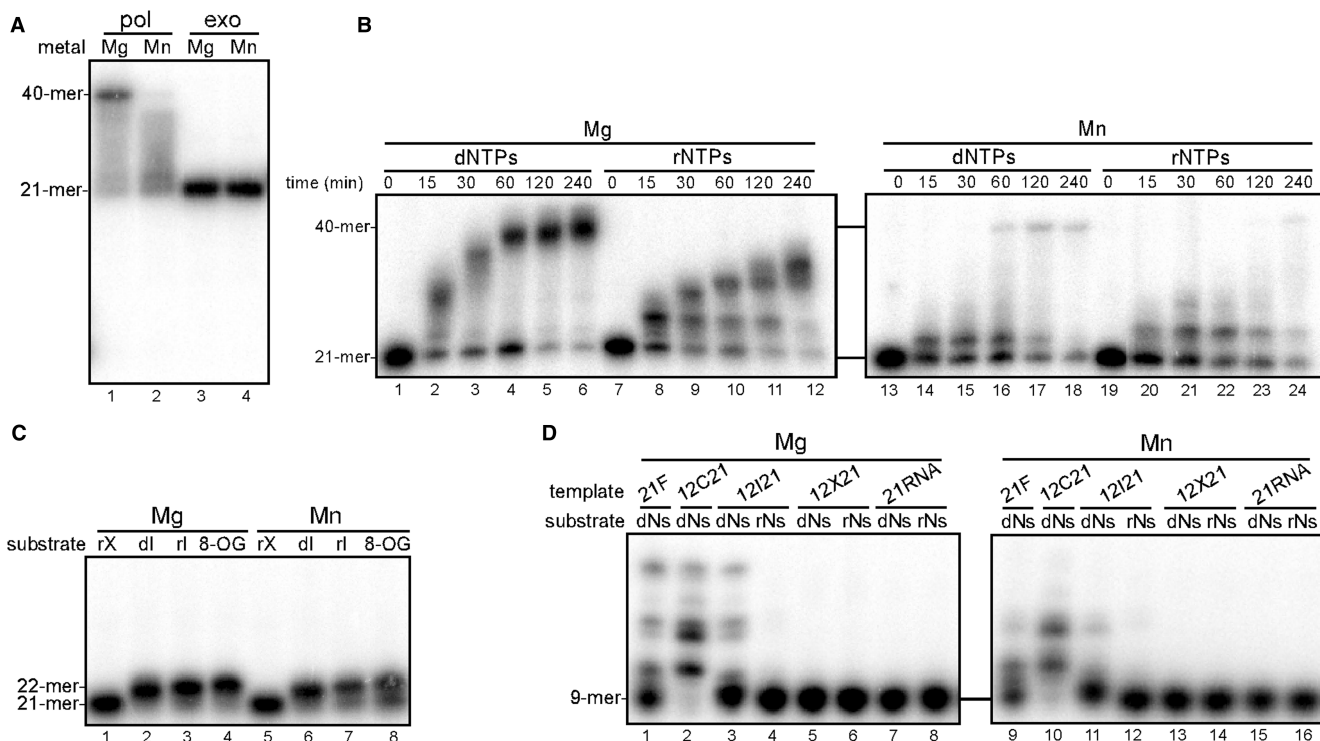 A
pol exo
metal Mg Mn Mg Mn
40-mer
21-mer
1 2 3 4
B
Mg
dNTPs rNTPs
time (min) 0 15 30 60 120 240 0 15 30 60 120 240
40-mer
21-mer
1 2 3 4 5 6 7 8 9 10 11 12
Mn
dNTPs rNTPs
0 15 30 60 120 240 0 15 30 60 120 240
13 14 15 16 17 18 19 20 21 22 23 24
C
Mg Mn
substrate rX dI rI 8-OG rX dI rI 8-OG
22-mer
21-mer
1 2 3 4 5 6 7 8
D
Mg
template 21F 12C21 12I21 12X21 21RNA
substrate dNs dNs dNs rNs dNs rNs dNs rNs
9-mer
1 2 3 4 5 6 7 8
Mn
21F 12C21 12I21 12X21 21RNA
dNs dNs dNs rNs dNs rNs dNs rNs
9 10 11 12 13 14 15 16